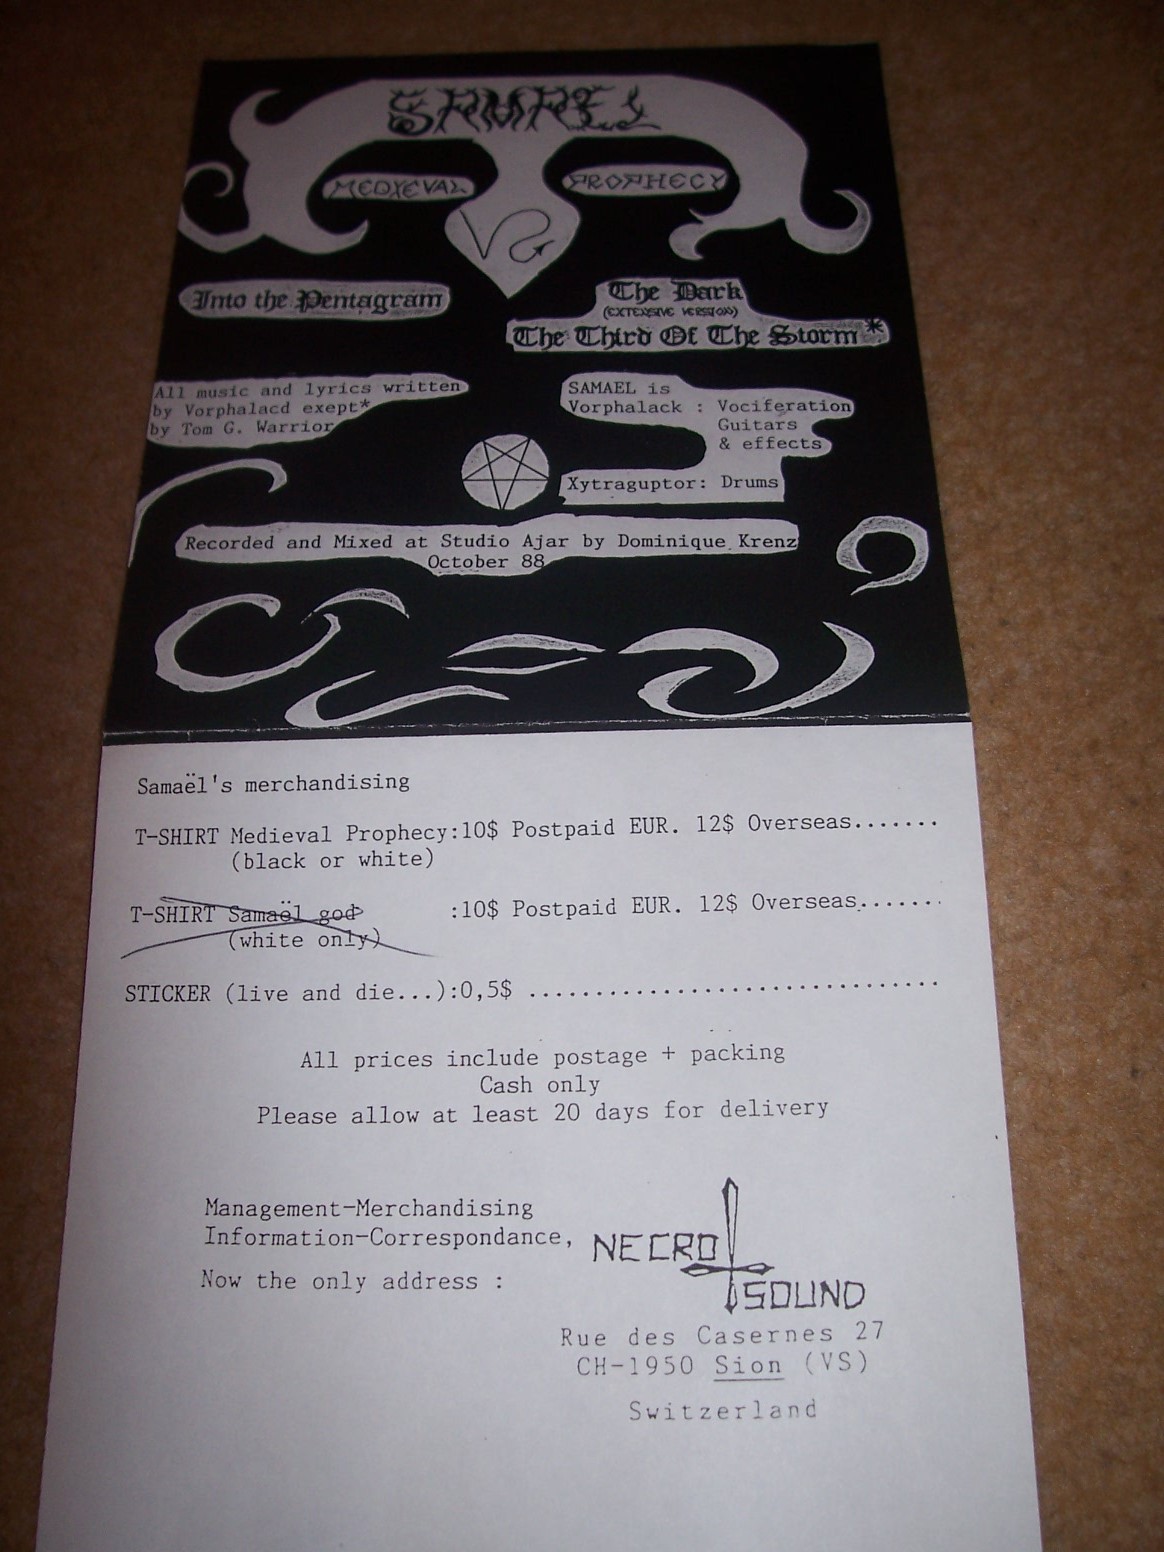 SAMAEL
MEDIEVAL PROPHECY
Into the Pentagram
The Dark
(EXTENSIVE VERSION)
The Third Of The Storm*
All music and lyrics written
by Vorphalacd exept*
by Tom G. Warrior
SAMAEL is
Vorphalack : Vociferation
Guitars
& effects
Xytraguptor: Drums
Recorded and Mixed at Studio Ajar by Dominique Krenz
October 88
Samaël's merchandising
T-SHIRT Medieval Prophecy:10$ Postpaid EUR. 12$ Overseas.......
(black or white)
T-SHIRT Samaël god :10$ Postpaid EUR. 12$ Overseas.......
(white only)
STICKER (live and die...):0,5$ ...............................
All prices include postage + packing
Cash only
Please allow at least 20 days for delivery
Management-Merchandising
Information-Correspondance,
Now the only address :
NECRO
SOUND
Rue des Casernes 27
CH-1950 Sion (VS)
Switzerland